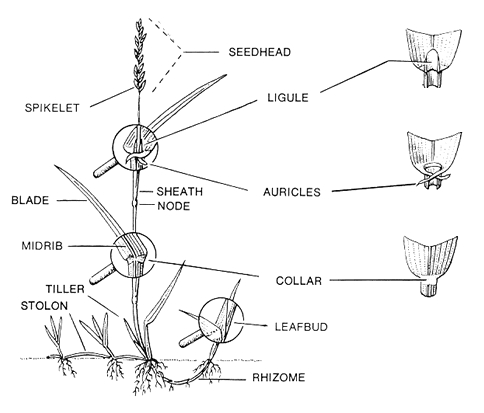 SEEDHEAD
SPIKELET
LIGULE
SHEATH
AURICLES
BLADE
NODE
MIDRIB
COLLAR
TILLER
STOLON
LEAFBUD
RHIZOME